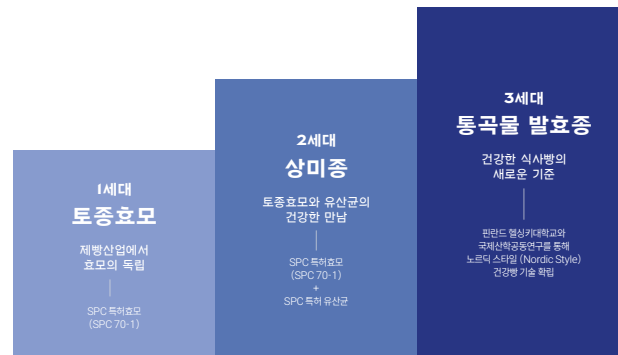 1세대
토종효모
제빵산업에서
효모의 독립
SPC 특허효모
(SPC 70-1)
2세대
상미종
토종효모와 유산균의
건강한 만남
SPC 특허효모
(SPC 70-1)
+
SPC 특허 유산균
3세대
통곡물 발효종
건강한 식사빵의
새로운 기준
핀란드 헬싱키대학교와
국제산학공동연구를 통해
노르딕 스타일 (Nordic Style)
건강빵 기술 확립